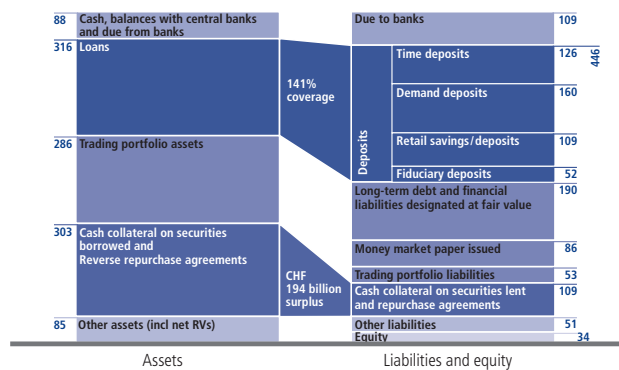 88 Cash, balances with central banks
and due from banks
316 Loans
286 Trading portfolio assets
303 Cash collateral on securities
borrowed and
Reverse repurchase agreements
85 Other assets (incl net RVs)
141%
coverage
CHF
194 billion
surplus
Due to banks 109
Deposits
446
Time deposits 126
Demand deposits 160
Retail savings/deposits 109
Fiduciary deposits 52
Long-term debt and financial 190
liabilities designated at fair value
Money market paper issued 86
Trading portfolio liabilities 53
Cash collateral on securities lent 109
and repurchase agreements
Other liabilities 51
Equity 34
Assets
Liabilities and equity